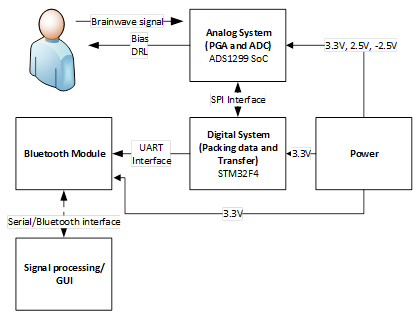 Brainwave signal
Analog System
(PGA and ADC)
ADS1299 SoC
Bias
DRL
3.3V, 2.5V, -2.5V
SPI Interface
Bluetooth Module
UART
Interface
Digital System
(Packing data and
Transfer)
STM32F4
3.3V
Power
3.3V
Serial/Bluetooth interface
Signal processing/
GUI